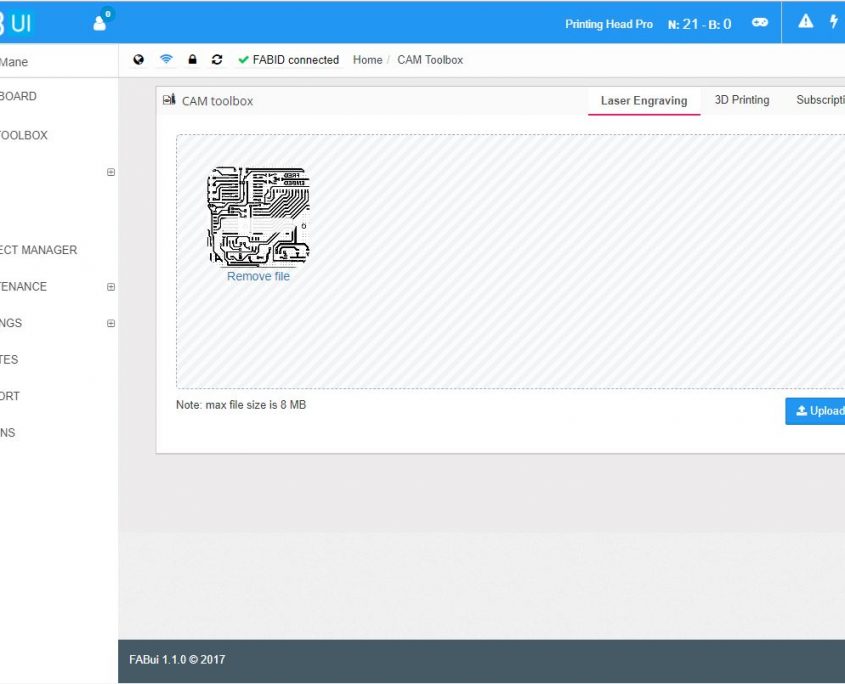 UI
0
Printing Head Pro N: 21 - B: 0
Mane
FABID connected Home / CAM Toolbox
BOARD
CAM toolbox
Laser Engraving 3D Printing Subscripti
OOLBOX
Remove file
ECT MANAGER
ENANCE
NGS
TES
ORT
NS
Note: max file size is 8 MB
Upload
FABui 1.1.0 © 2017